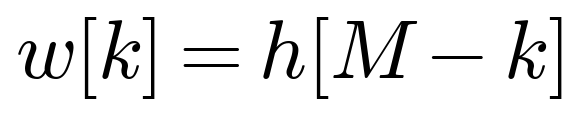 w[k] = h[M − k]